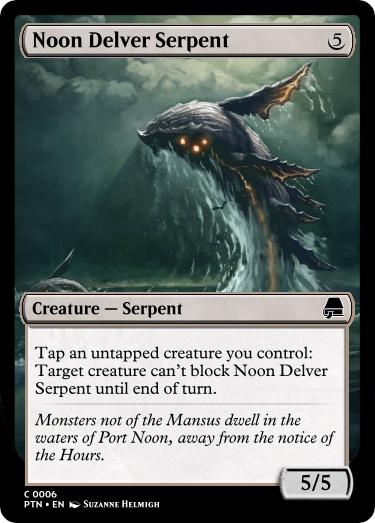 Noon Delver Serpent 5
Creature — Serpent
Tap an untapped creature you control:
Target creature can't block Noon Delver
Serpent until end of turn.
Monsters not of the Mansus dwell in the
waters of Port Noon, away from the notice of
the Hours.
5/5
C 0006
PTN • EN Suzanne Helmigh